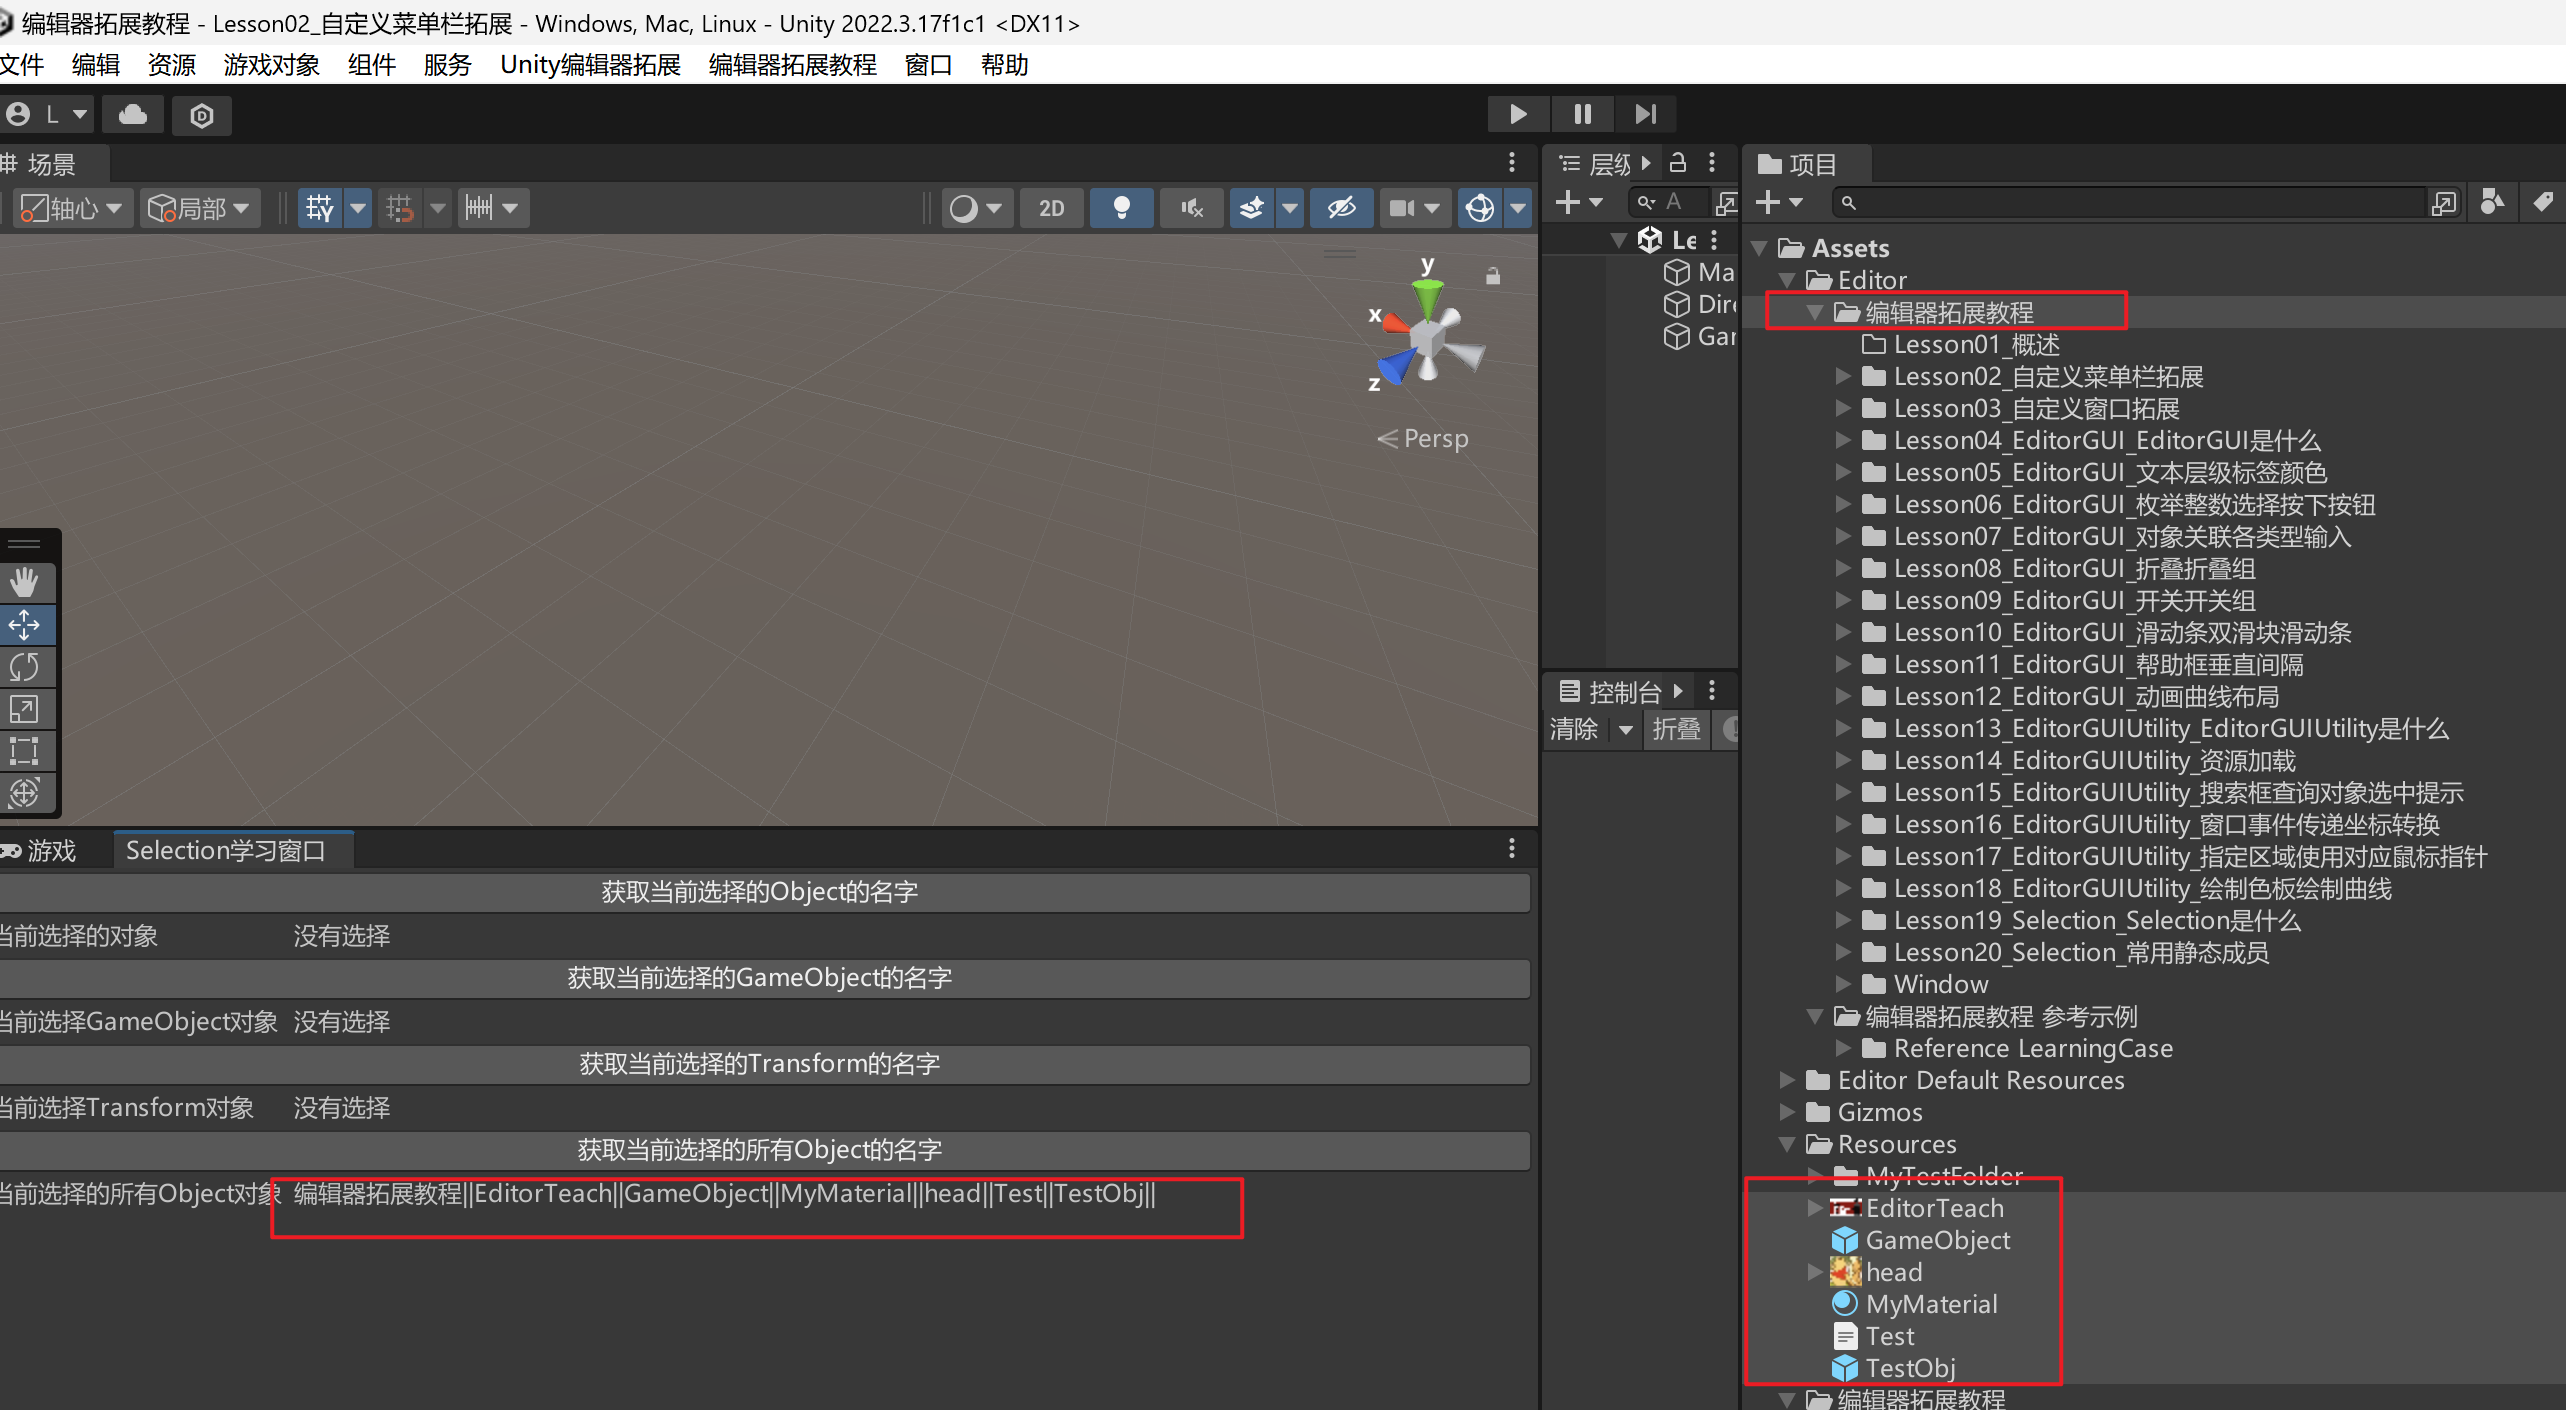 编辑器拓展教程 - Lesson02_自定义菜单栏拓展 - Windows, Mac, Linux - Unity 2022.3.17f1c1 <DX11>
文件 编辑 资源 游戏对象 组件 服务 Unity编辑器拓展 编辑器拓展教程 窗口 帮助
L
场景
轴心 局部 2D
y
x
z
Persp
层级
A
Le
Ma
Dire
Gar
控制台
清除 折叠
项目
Assets
Editor
编辑器拓展教程
Lesson01_概述
Lesson02_自定义菜单栏拓展
Lesson03_自定义窗口拓展
Lesson04_EditorGUI_EditorGUI是什么
Lesson05_EditorGUI_文本层级标签颜色
Lesson06_EditorGUI_枚举整数选择按下按钮
Lesson07_EditorGUI_对象关联各类型输入
Lesson08_EditorGUI_折叠折叠组
Lesson09_EditorGUI_开关开关组
Lesson10_EditorGUI_滑动条双滑块滑动条
Lesson11_EditorGUI_帮助框垂直间隔
Lesson12_EditorGUI_动画曲线布局
Lesson13_EditorGUIUtility_EditorGUIUtility是什么
Lesson14_EditorGUIUtility_资源加载
Lesson15_EditorGUIUtility_搜索框查询对象选中提示
Lesson16_EditorGUIUtility_窗口事件传递坐标转换
Lesson17_EditorGUIUtility_指定区域使用对应鼠标指针
Lesson18_EditorGUIUtility_绘制色板绘制曲线
Lesson19_Selection_Selection是什么
Lesson20_Selection_常用静态成员
Window
编辑器拓展教程 参考示例
Reference LearningCase
Editor Default Resources
Gizmos
Resources
MyTestFolder
EditorTeach
GameObject
head
MyMaterial
Test
TestObj
编辑器拓展教程
游戏 Selection学习窗口
获取当前选择的Object的名字
当前选择的对象 没有选择
获取当前选择的GameObject的名字
当前选择GameObject对象 没有选择
获取当前选择的Transform的名字
当前选择Transform对象 没有选择
获取当前选择的所有Object的名字
当前选择的所有Object对象 编辑器拓展教程||EditorTeach||GameObject||MyMaterial||head||Test||TestObj||